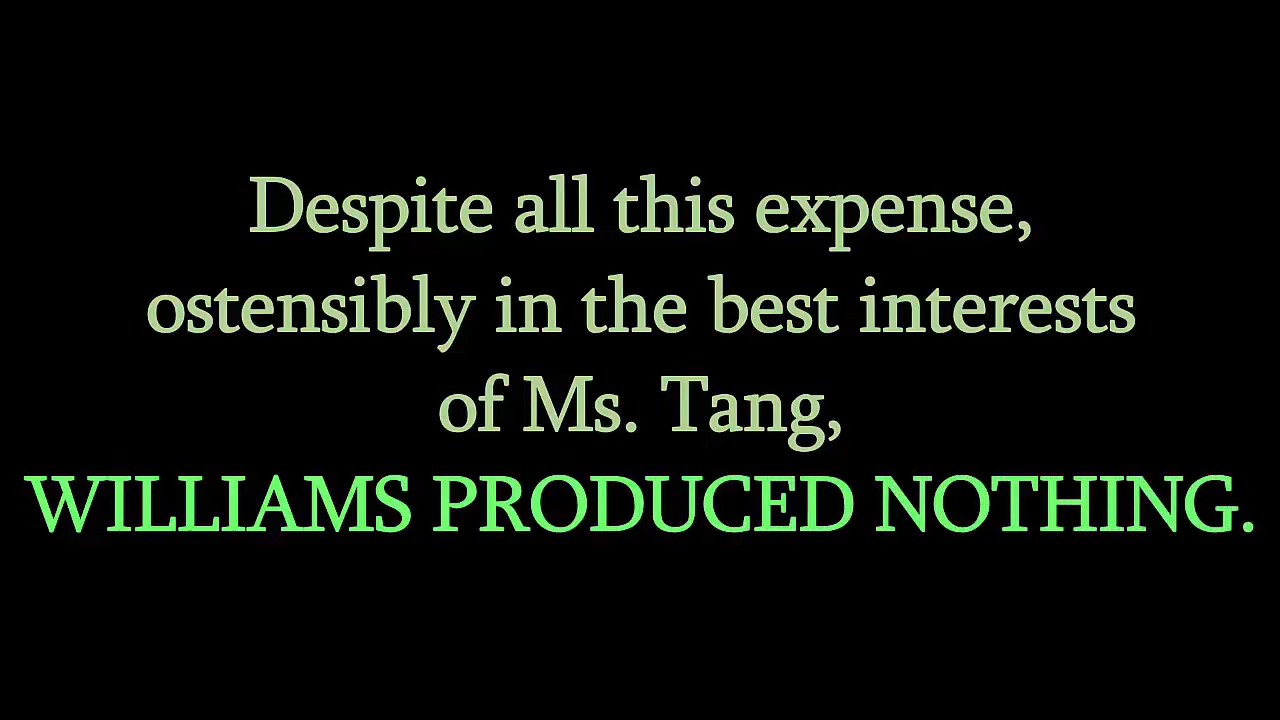 Despite all this expense,
ostensibly in the best interests
of Ms. Tang,
WILLIAMS PRODUCED NOTHING.